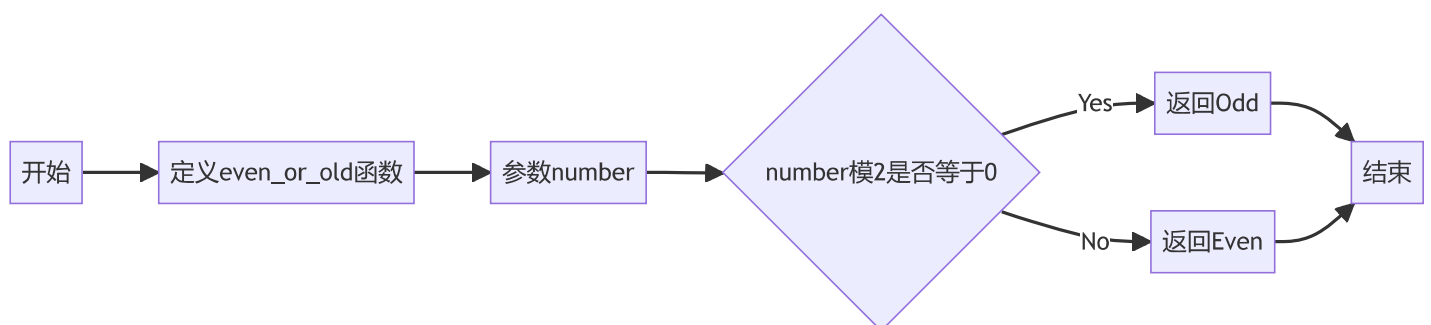 开始
定义even_or_old函数
参数number
number模2是否等于0
Yes
返回Odd
No
返回Even
结束